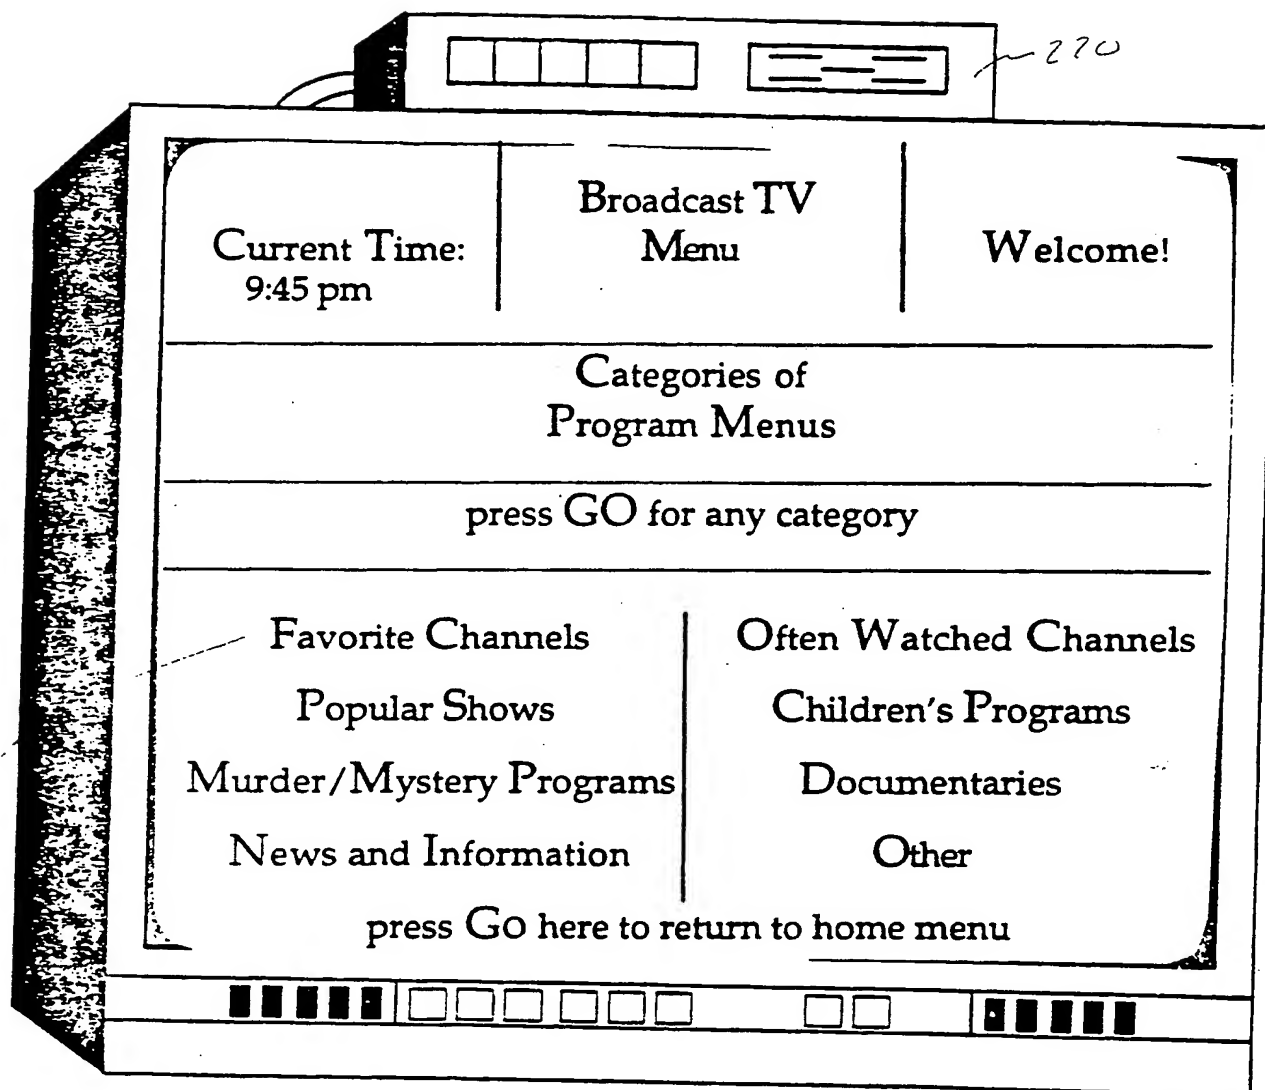 220
Broadcast TV
Menu
Current Time:
9:45 pm
Welcome!
Categories of
Program Menus
press GO for any category
Favorite Channels
Often Watched Channels
Popular Shows
Children's Programs
Murder/Mystery Programs
Documentaries
News and Information
Other
press Go here to return to home menu